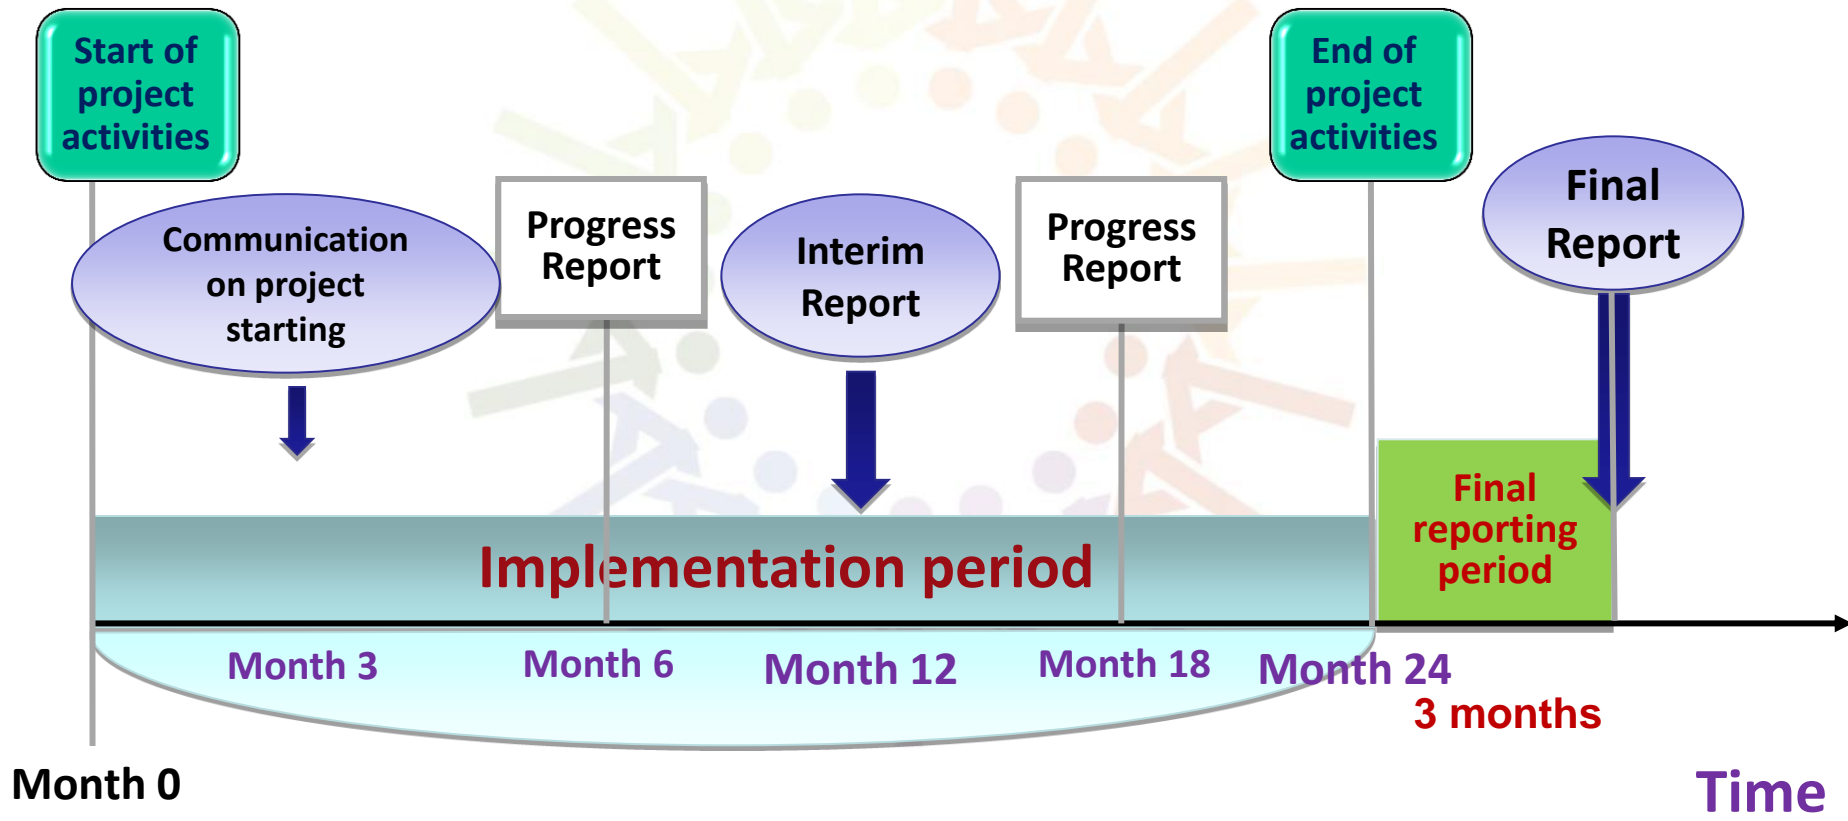 Start of
project
activities
End of
project
activities
Communication
on project
starting
Progress
Report
Interim
Report
Progress
Report
Final
Report
Implementation period
Final
reporting
period
Month 3
Month 6
Month 12
Month 18
Month 24
3 months
Month 0
Time